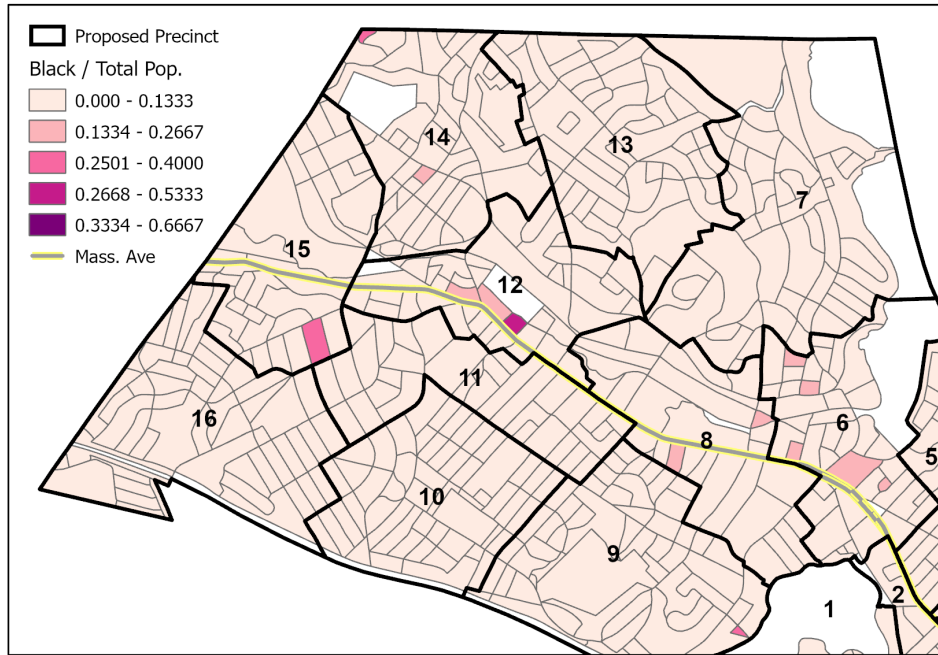 Proposed Precinct
Black / Total Pop.
0.000 - 0.1333
0.1334 - 0.2667
0.2501 - 0.4000
0.2668 - 0.5333
0.3334 - 0.6667
Mass. Ave
14
13
7
15
12
11
16
8
6
5
10
9
2
1